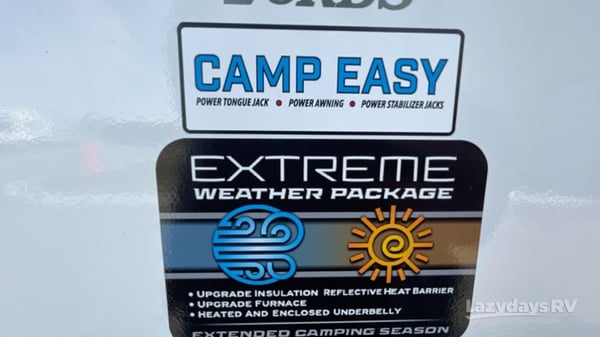 CAMP EASY
POWER TONGUE JACK • POWER AWNING • POWER STABILIZER JACKS
EXTREME
WEATHER PACKAGE
• UPGRADE INSULATION REFLECTIVE HEAT BARRIER
• UPGRADE FURNACE
• HEATED AND ENCLOSED UNDERBELLY
EXTENDED CAMPING SEASON
LazydaysRV